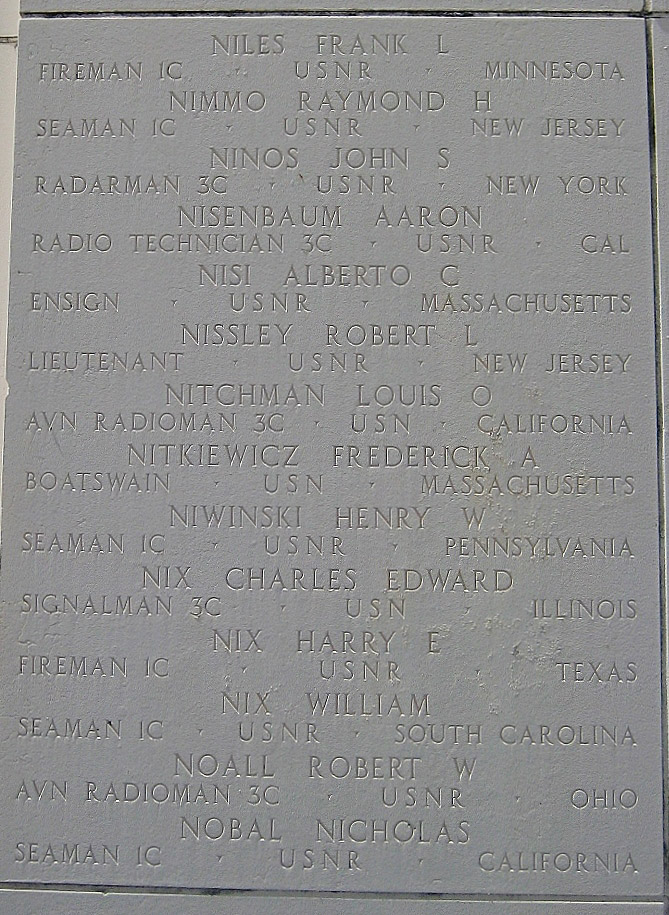 NILES FRANK L
FIREMAN 1C · USNR · MINNESOTA
NIMMO RAYMOND H
SEAMAN 1C · USNR · NEW JERSEY
NINOS JOHN S
RADARMAN 3C · USNR · NEW YORK
NISENBAUM AARON
RADIO TECHNICIAN 3C · USNR · CAL
NISI ALBERTO C
ENSIGN · USNR · MASSACHUSETTS
NISSLEY ROBERT L
LIEUTENANT · USNR · NEW JERSEY
NITCHMAN LOUIS O
AVN RADIOMAN 3C · USN · CALIFORNIA
NITKIEWICZ FREDERICK A
BOATSWAIN · USN · MASSACHUSETTS
NIWINSKI HENRY W
SEAMAN 1C · USNR · PENNSYLVANIA
NIX CHARLES EDWARD
SIGNALMAN 3C · USN · ILLINOIS
NIX HARRY E
FIREMAN 1C · USNR · TEXAS
NIX WILLIAM
SEAMAN 1C · USNR · SOUTH CAROLINA
NOALL ROBERT W
AVN RADIOMAN 3C · USNR · OHIO
NOBAL NICHOLAS
SEAMAN 1C · USNR · CALIFORNIA